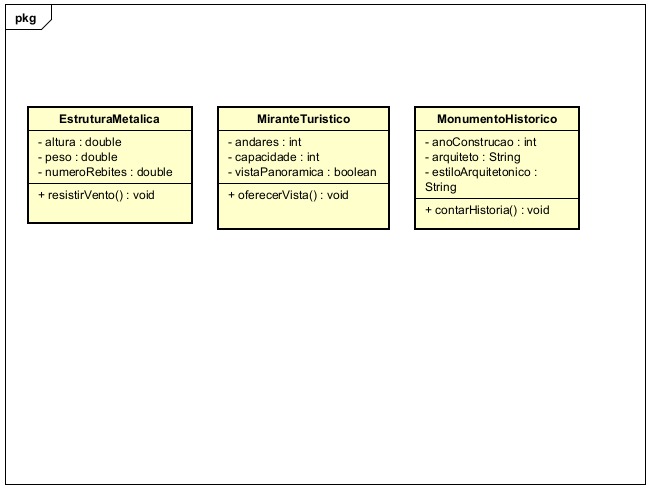 pkg
EstruturaMetalica
- altura : double
- peso : double
- numeroRebites : double
+ resistirVento() : void
MiranteTuristico
- andares : int
- capacidade : int
- vistaPanoramica : boolean
+ oferecerVista() : void
MonumentoHistorico
- anoConstrucao : int
- arquiteto : String
- estiloArquitetonico :
String
+ contarHistoria() : void